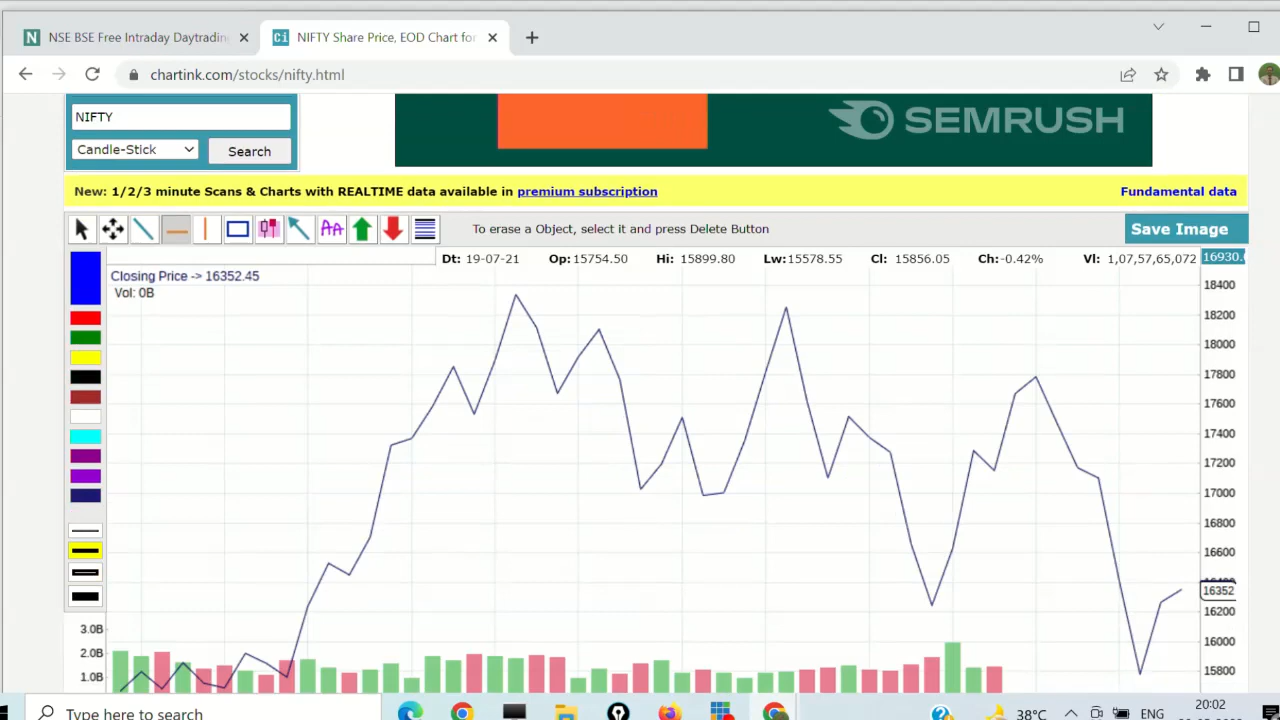 NSE BSE Free Intraday Daytrading
NIFTY Share Price, EOD Chart for
chartink.com/stocks/nifty.html
NIFTY
Candle-Stick
Search
SEMRUSH
New: 1/2/3 minute Scans & Charts with REALTIME data available in premium subscription
Fundamental data
AA
To erase a Object, select it and press Delete Button
Save Image
Dt: 19-07-21 Op:15754.50 Hi: 15899.80 Lw:15578.55 Cl: 15856.05 Ch:-0.42% Vl: 1,07,57,65,072
16930.
Closing Price -> 16352.45
Vol: 0B
18400
18200
18000
17800
17600
17400
17200
17000
16800
16600
16352
16200
16000
15800
3.0B
2.0B
1.0B
Type here to search
38°C
ENG
20:02